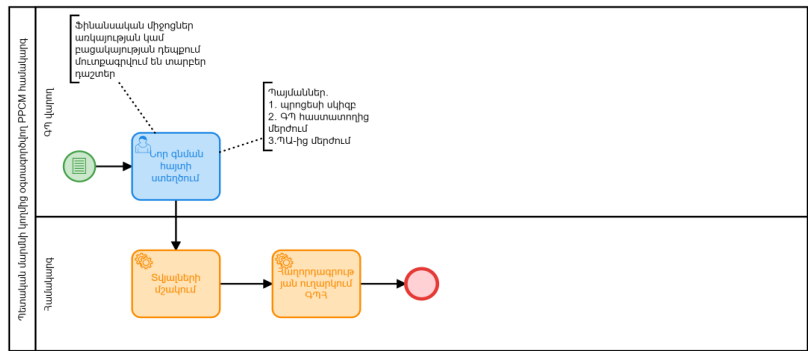 Պետական մարմնի կողմից օգտագործվող PPCM համակարգ
ԳՊ վարող
Ֆինանսական միջոցներ
առկայության կամ
բացակայության դեպքում
մուտքագրվում են տարբեր
դաշտեր
Պայմաններ.
1. պրոցեսի սկիզբ
2. ԳՊ հաստատողից
մերժում
3.ՊԱ-ից մերժում
Նոր գնման
հայտի
ստեղծում
Համակարգ
Տվյալների
մշակում
Հաղորդագրութ
յան ուղարկում
ԳՊՀ